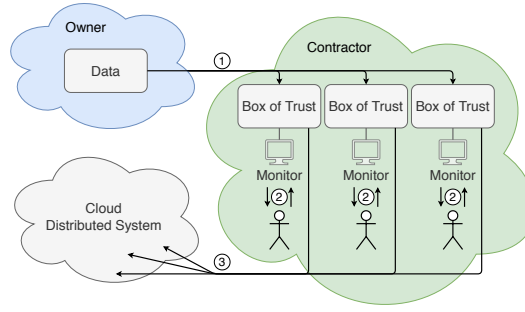 Owner
Contractor
Data
1
Box of Trust
Box of Trust
Box of Trust
Monitor
Monitor
Monitor
2
2
2
Cloud
Distributed System
3